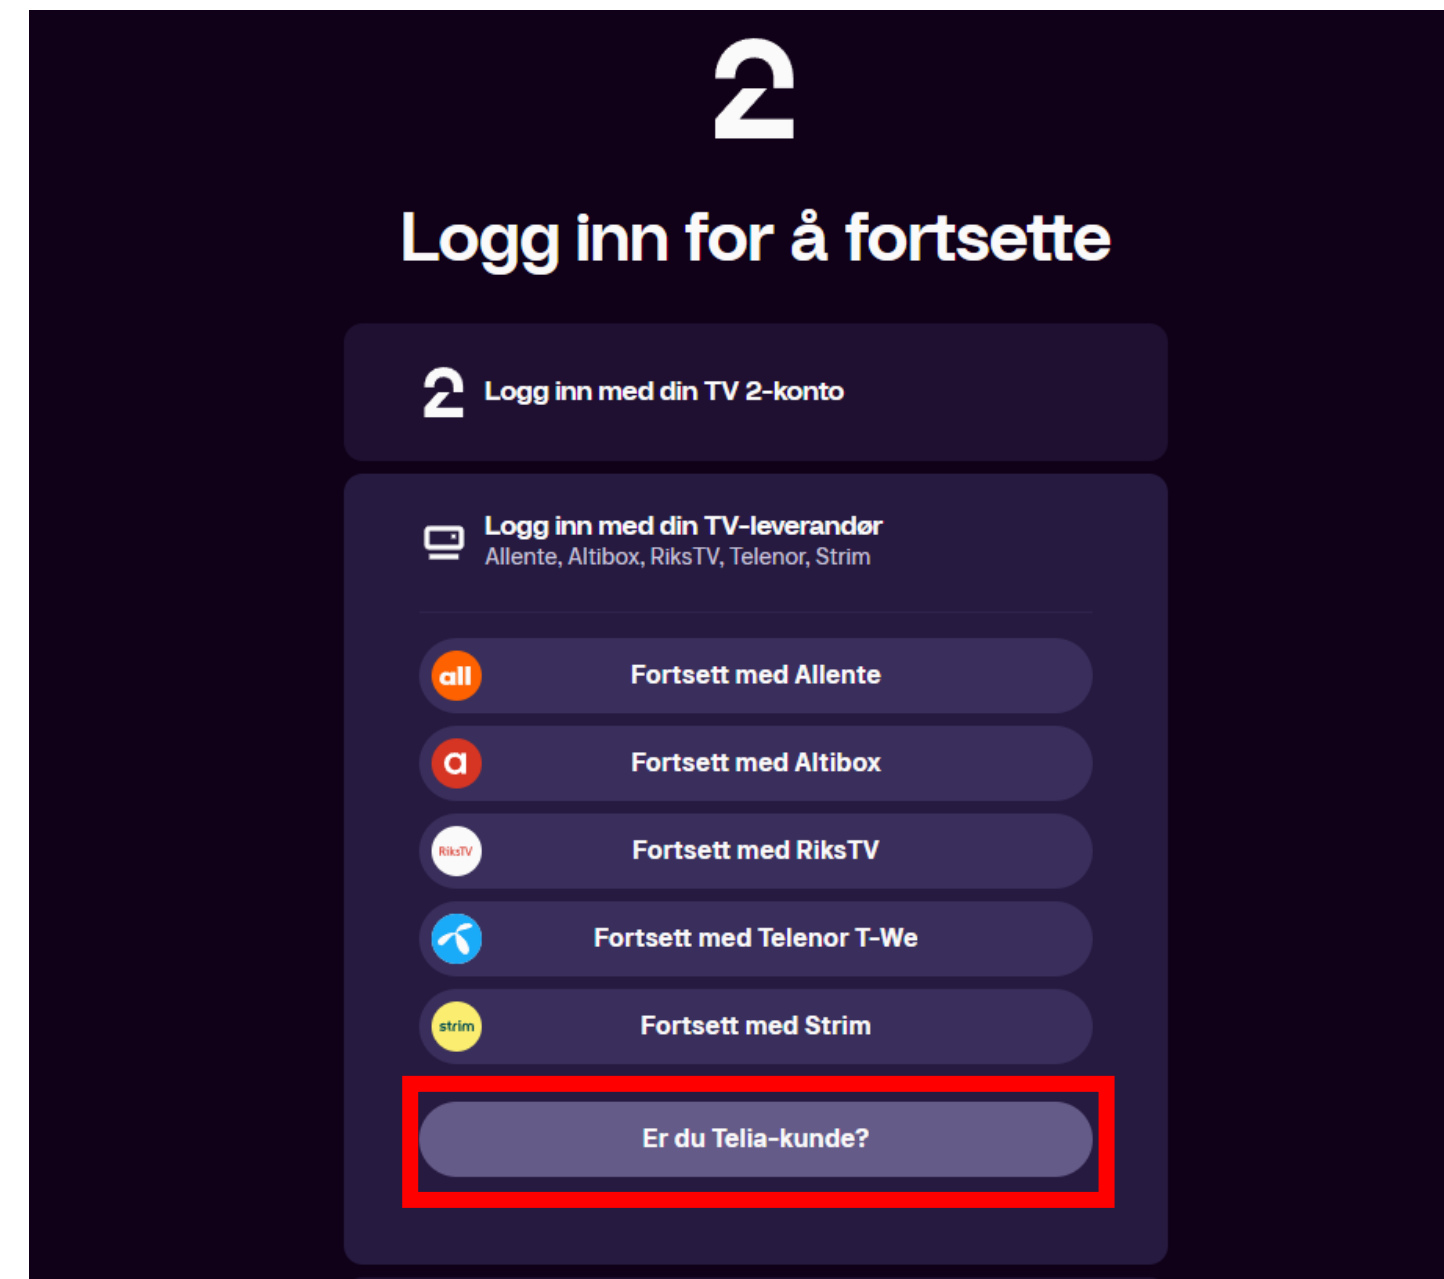 2
Logg inn for å fortsette
2 Logg inn med din TV 2-konto
Logg inn med din TV-leverandør
Allente, Altibox, RiksTV, Telenor, Strim
all Fortsett med Allente
a Fortsett med Altibox
RiksTV Fortsett med RiksTV
Fortsett med Telenor T-We
strim Fortsett med Strim
Er du Telia-kunde?